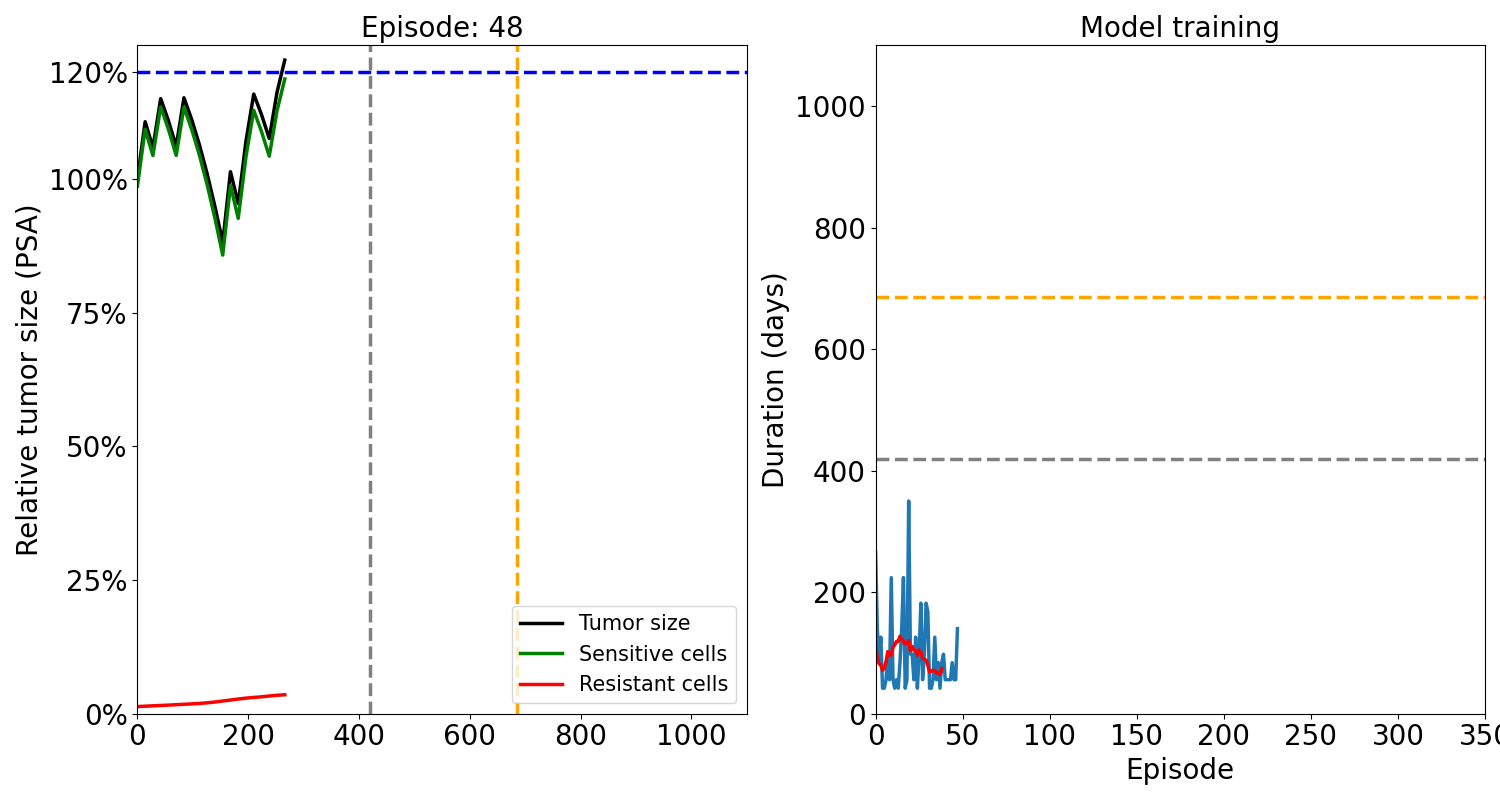 Episode: 48
Relative tumor size (PSA)
120%
100%
75%
50%
25%
0%
0 200 400 600 800 1000
Tumor size
Sensitive cells
Resistant cells
Model training
Duration (days)
1000
800
600
400
200
0
0 50 100 150 200 250 300 350
Episode